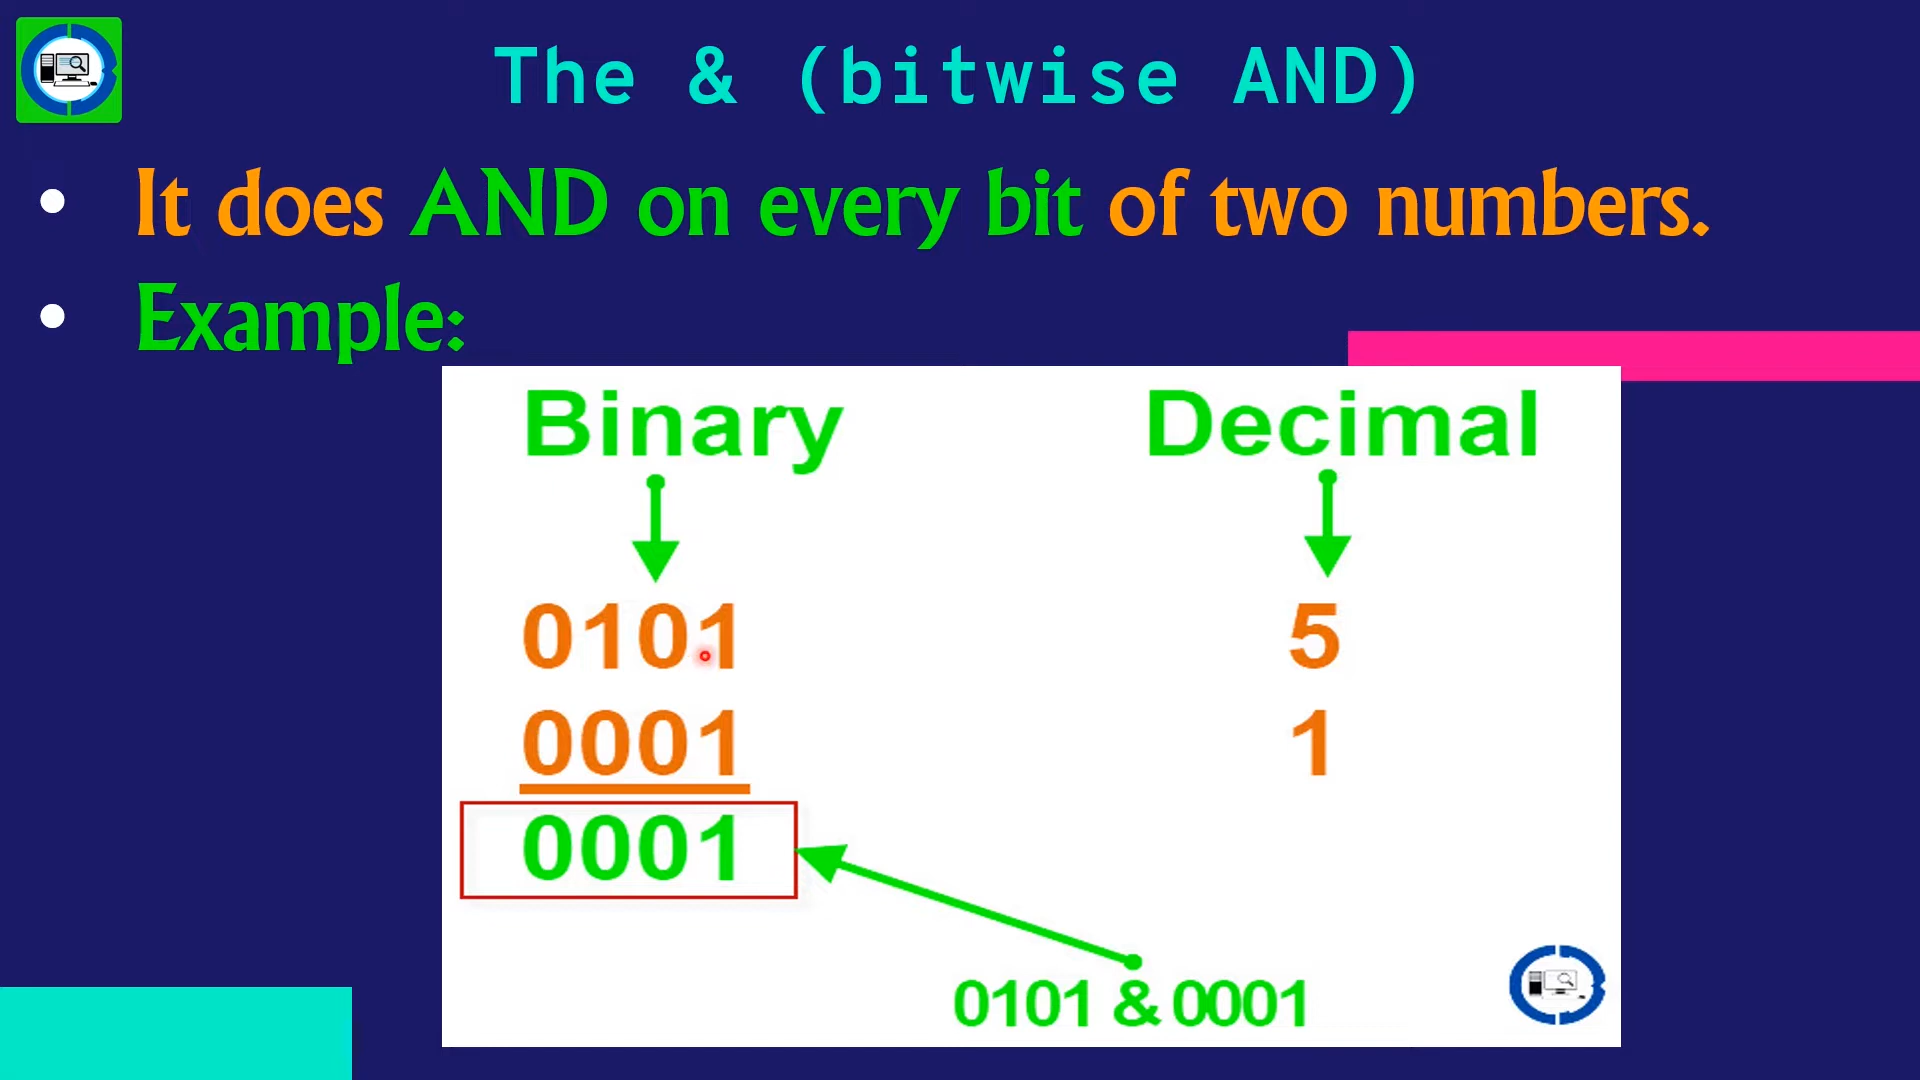 The & (bitwise AND)
• It does AND on every bit of two numbers.
• Example:
Binary Decimal
0101 5
0001 1
0001
0101 & 0001